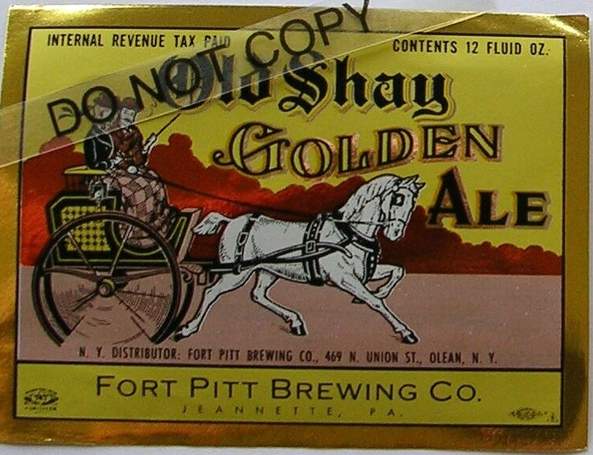 DO NOT COPY
INTERNAL REVENUE TAX PAID
CONTENTS 12 FLUID OZ.
Old Shay
GOLDEN
ALE
N. Y. DISTRIBUTOR: FORT PITT BREWING CO., 469 N. UNION ST., OLEAN, N. Y.
FORT PITT BREWING CO.
JEANNETTE, PA.